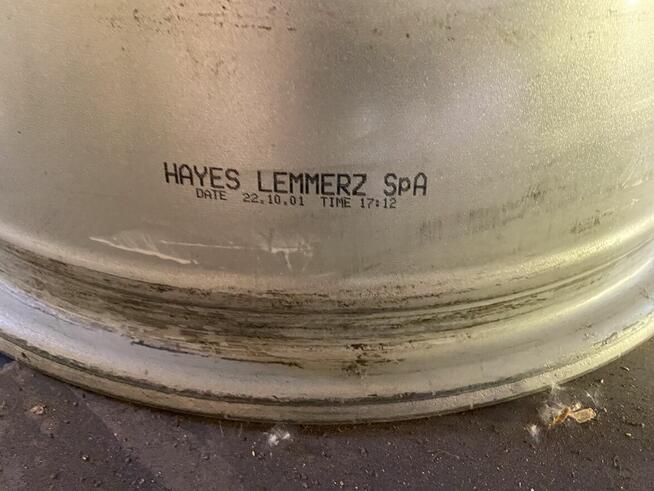 HAYES LEMMERZ SpA
DATE 22.10.01 TIME 17:12